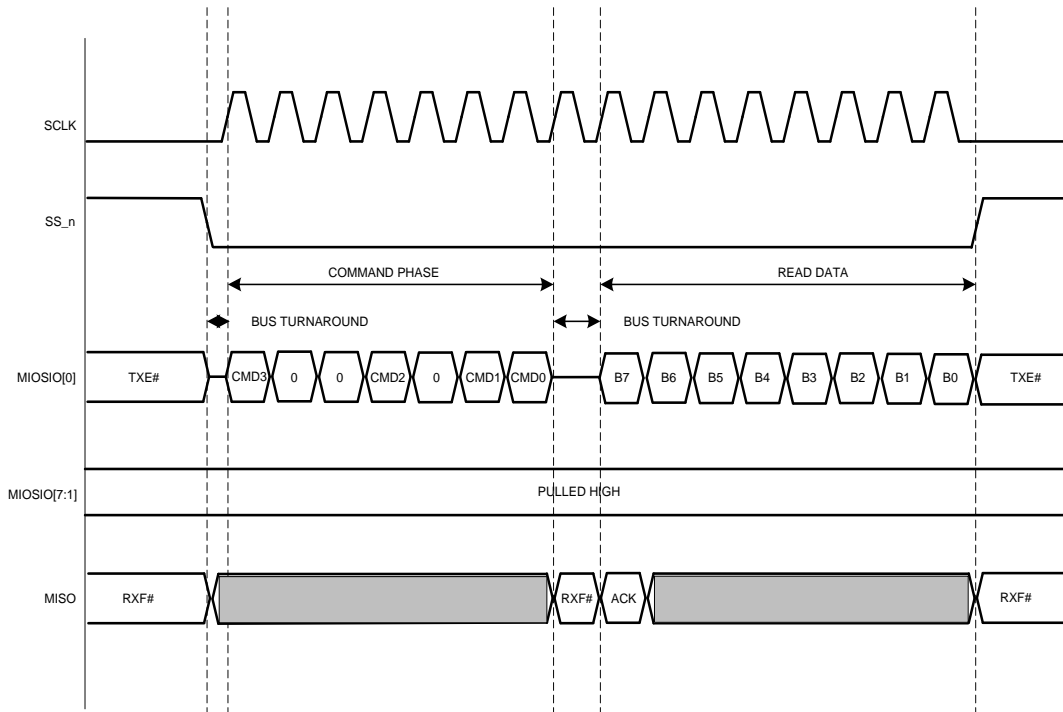 SCLK
SS_n
COMMAND PHASE READ DATA
BUS TURNAROUND BUS TURNAROUND
MIOSIO[0] TXE# CMD3 0 0 CMD2 0 CMD1 CMD0 B7 B6 B5 B4 B3 B2 B1 B0 TXE#
MIOSIO[7:1] PULLED HIGH
MISO RXF# RXF# ACK RXF#